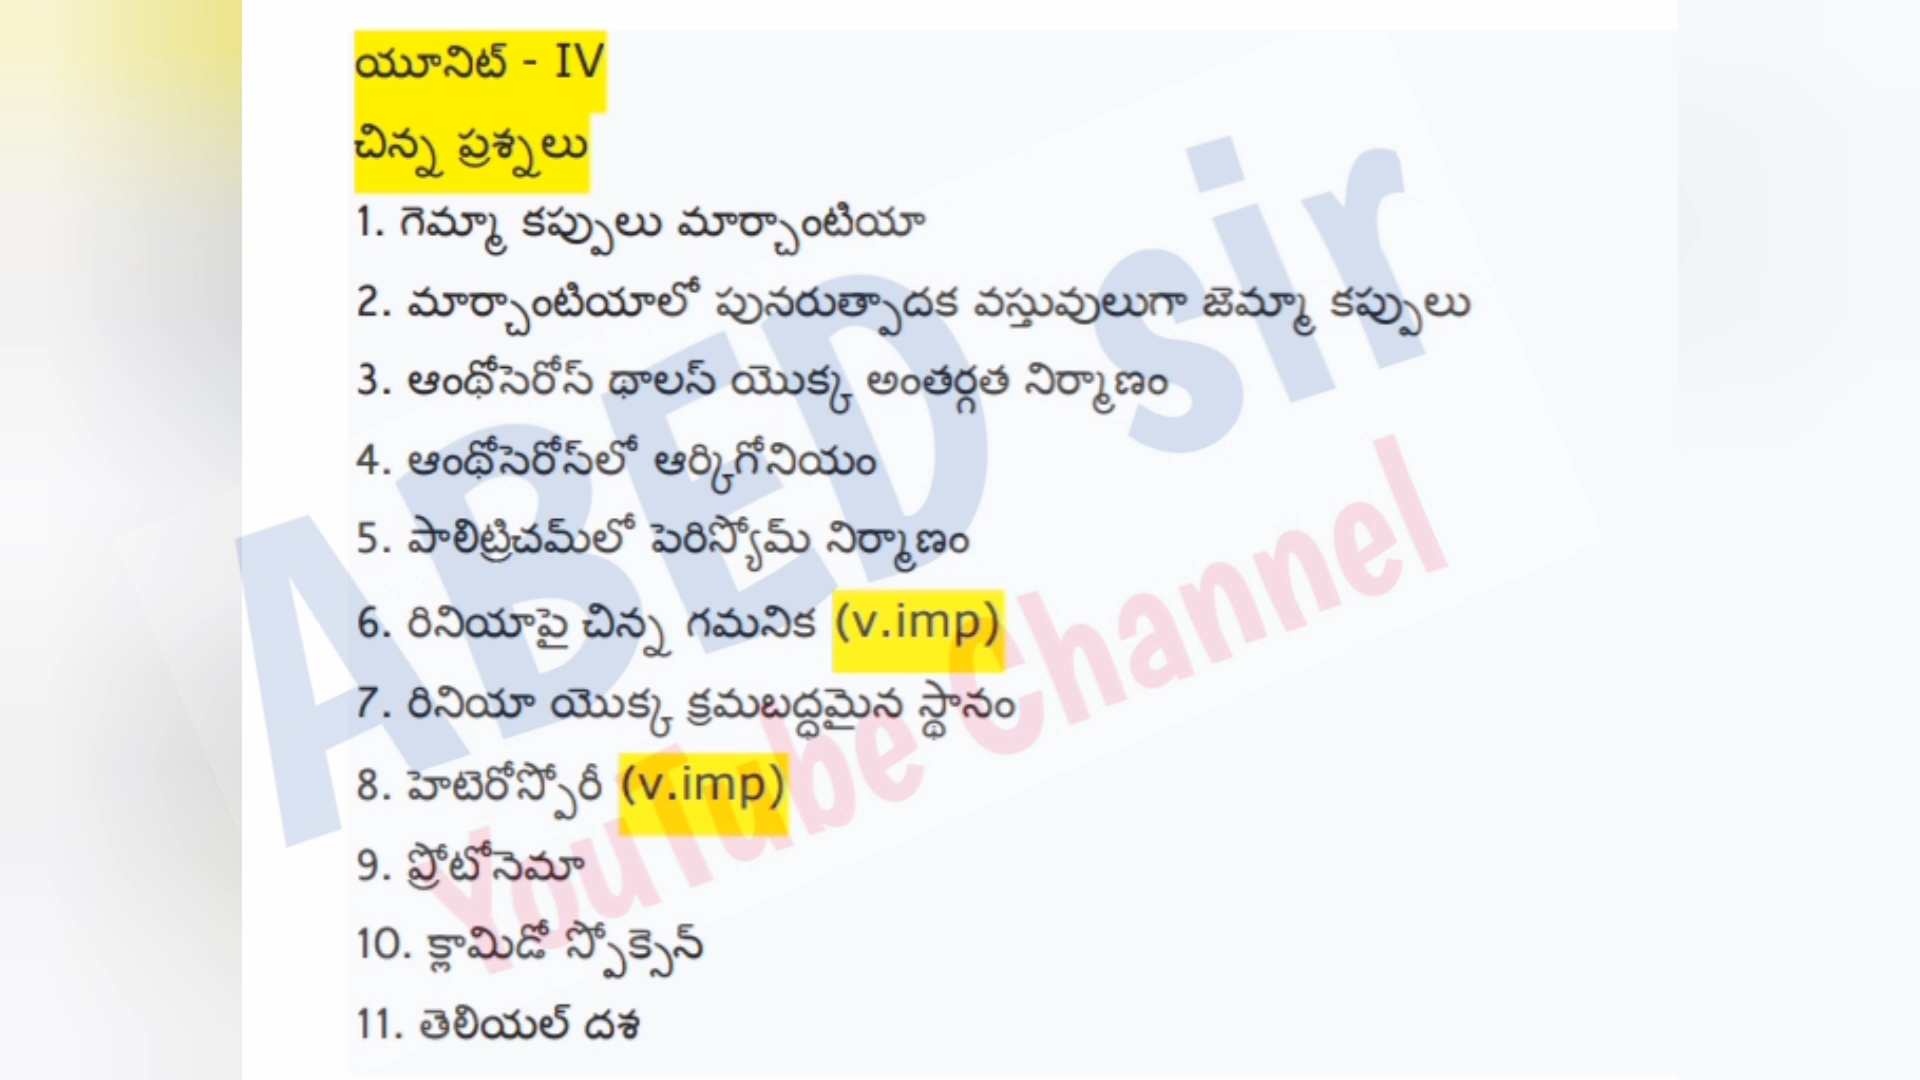 యూనిట్ - IV
చిన్న ప్రశ్నలు
1. గెమ్మా కప్పులు మార్చాంటియా
2. మార్చాంటియాలో పునరుత్పాదక వస్తువులుగా జెమ్మా కప్పులు
3. ఆంథోసెరోస్ థాలస్ యొక్క అంతర్గత నిర్మాణం
4. ఆంథోసెరోస్‌లో ఆర్కిగోనియం
5. పాలిట్రిచమ్‌లో పెరిస్యోమ్ నిర్మాణం
6. రినియాపై చిన్న గమనిక (v.imp)
7. రినియా యొక్క క్రమబద్ధమైన స్థానం
8. హెటెరోస్పోరీ (v.imp)
9. ప్రోటోనెమా
10. క్లామిడో స్పోక్సెన్
11. తెలియల్ దశ
ABED sir
YouTube Channel